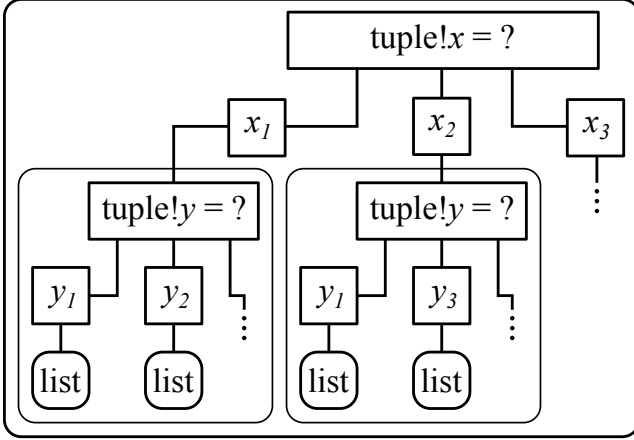 tuple!x = ?
x1 x2 x3
tuple!y = ? tuple!y = ?
y1 y2 y1 y3
list list list list